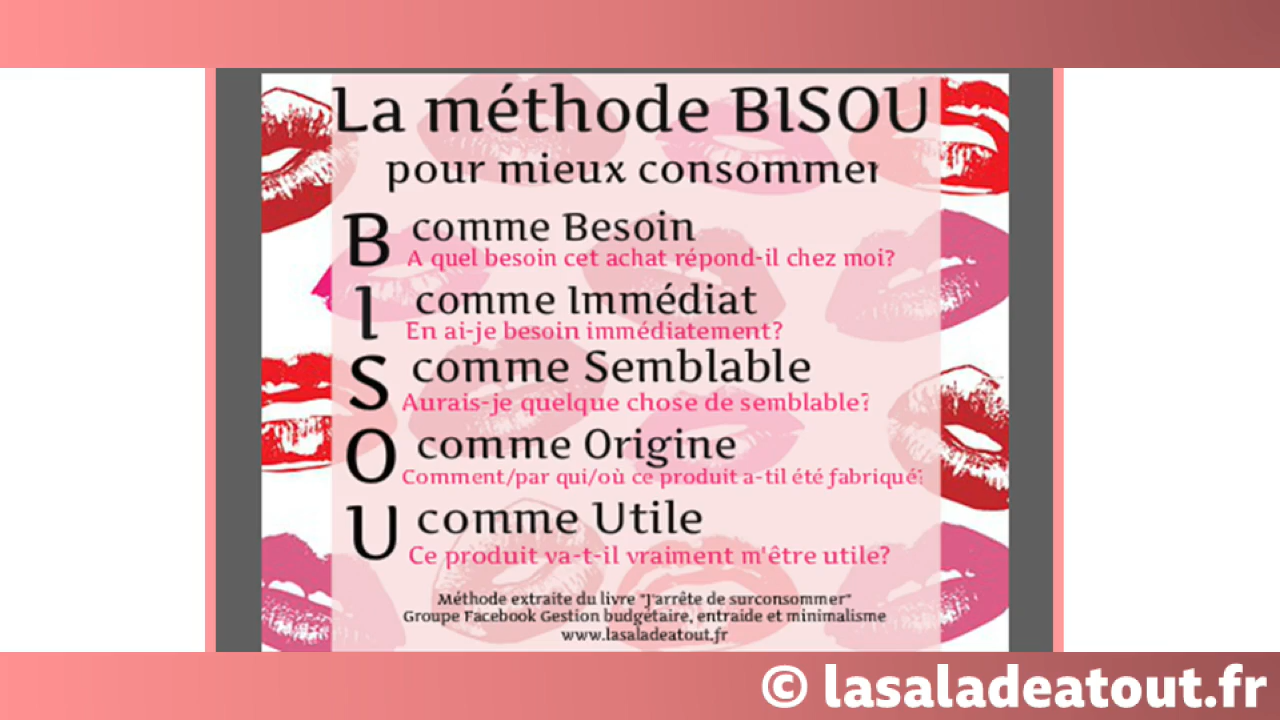 La méthode BISOU
pour mieux consommer
B comme Besoin
A quel besoin cet achat répond-il chez moi?
I comme Immédiat
En ai-je besoin immédiatement?
S comme Semblable
Aurais-je quelque chose de semblable?
O comme Origine
Comment/par qui/où ce produit a-til été fabriqué?
U comme Utile
Ce produit va-t-il vraiment m'être utile?
Méthode extraite du livre "J'arrête de surconsommer"
Groupe Facebook Gestion budgétaire, entraide et minimalisme
www.lasaladeatout.fr
© lasaladeatout.fr